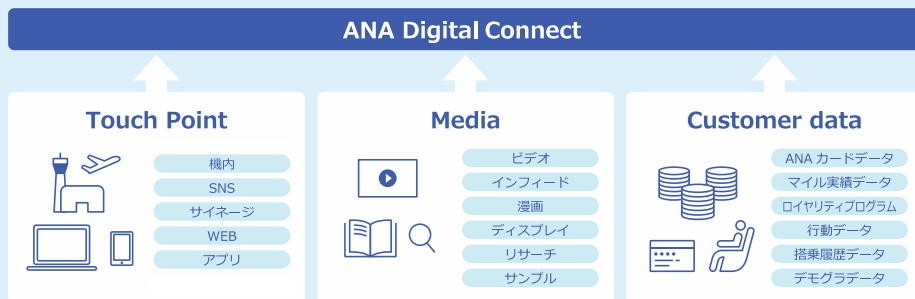 ANA Digital Connect
Touch Point
機内
SNS
サイネージ
WEB
アプリ
Media
ビデオ
インフィード
漫画
ディスプレイ
リサーチ
サンプル
Customer data
ANA カードデータ
マイル実績データ
ロイヤリティプログラム
行動データ
搭乗履歴データ
デモグラデータ